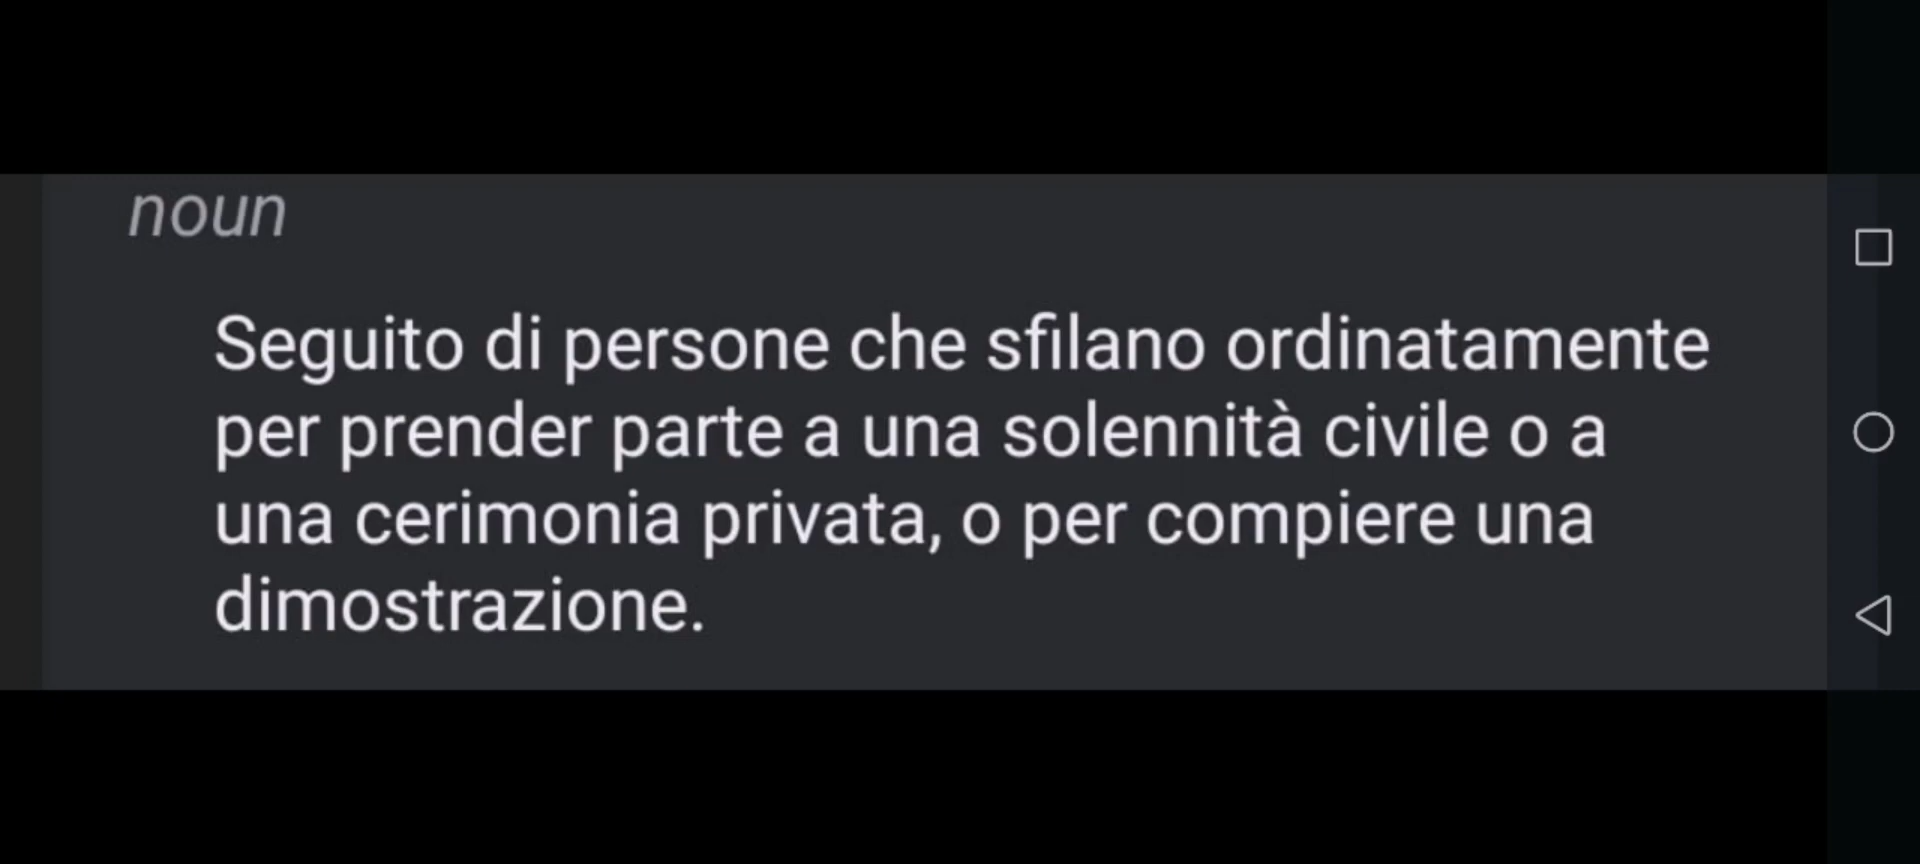 noun
Seguito di persone che sfilano ordinatamente
per prender parte a una solennità civile o a
una cerimonia privata, o per compiere una
dimostrazione.